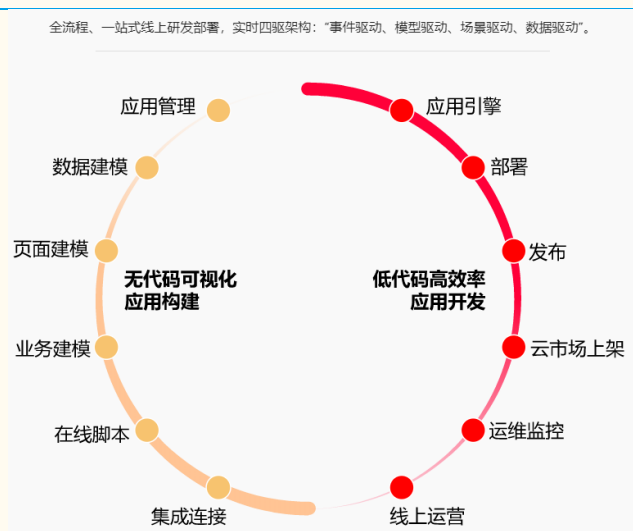 全流程、一站式线上研发部署，实时四驱架构：“事件驱动、模型驱动、场景驱动、数据驱动”。
应用管理
应用引擎
数据建模
部署
页面建模
发布
无代码可视化
应用构建
低代码高效率
应用开发
业务建模
云市场上架
在线脚本
运维监控
集成连接
线上运营